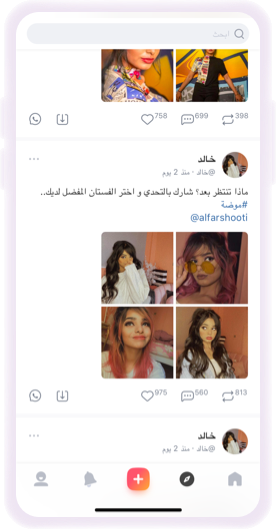 ابحث
398 699 758
خالد
@خالد · منذ 2 يوم
ماذا تنتظر بعد؟ شارك بالتحدي و اختر الفستان المفضل لديك..
#موضة
@alfarshooti
813 560 975
خالد
@خالد · منذ 2 يوم